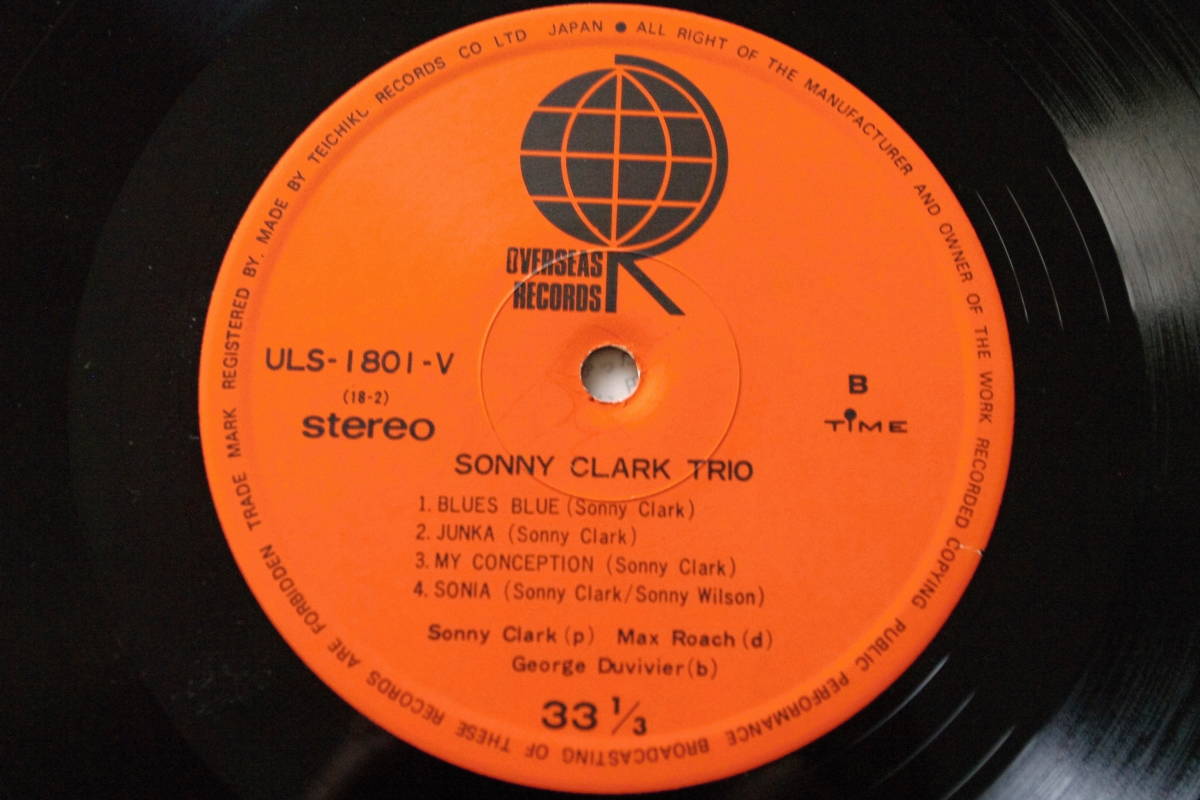 TRADE MARK REGISTERED BY. MADE BY TEICHIKU RECORDS CO LTD JAPAN ● ALL RIGHT OF THE MANUFACTURER AND OWNER OF THE WORK RECORDED COPYING PUBLIC PERFORMANCE BROADCASTING OF THESE RECORDS ARE FORBIDDEN
OVERSEAS
RECORDS
ULS-1801-V
(18-2)
stereo
B
TIME
SONNY CLARK TRIO
1. BLUES BLUE (Sonny Clark)
2. JUNKA (Sonny Clark)
3. MY CONCEPTION (Sonny Clark)
4. SONIA (Sonny Clark/Sonny Wilson)
Sonny Clark (p) Max Roach (d)
George Duvivier (b)
33 1/3